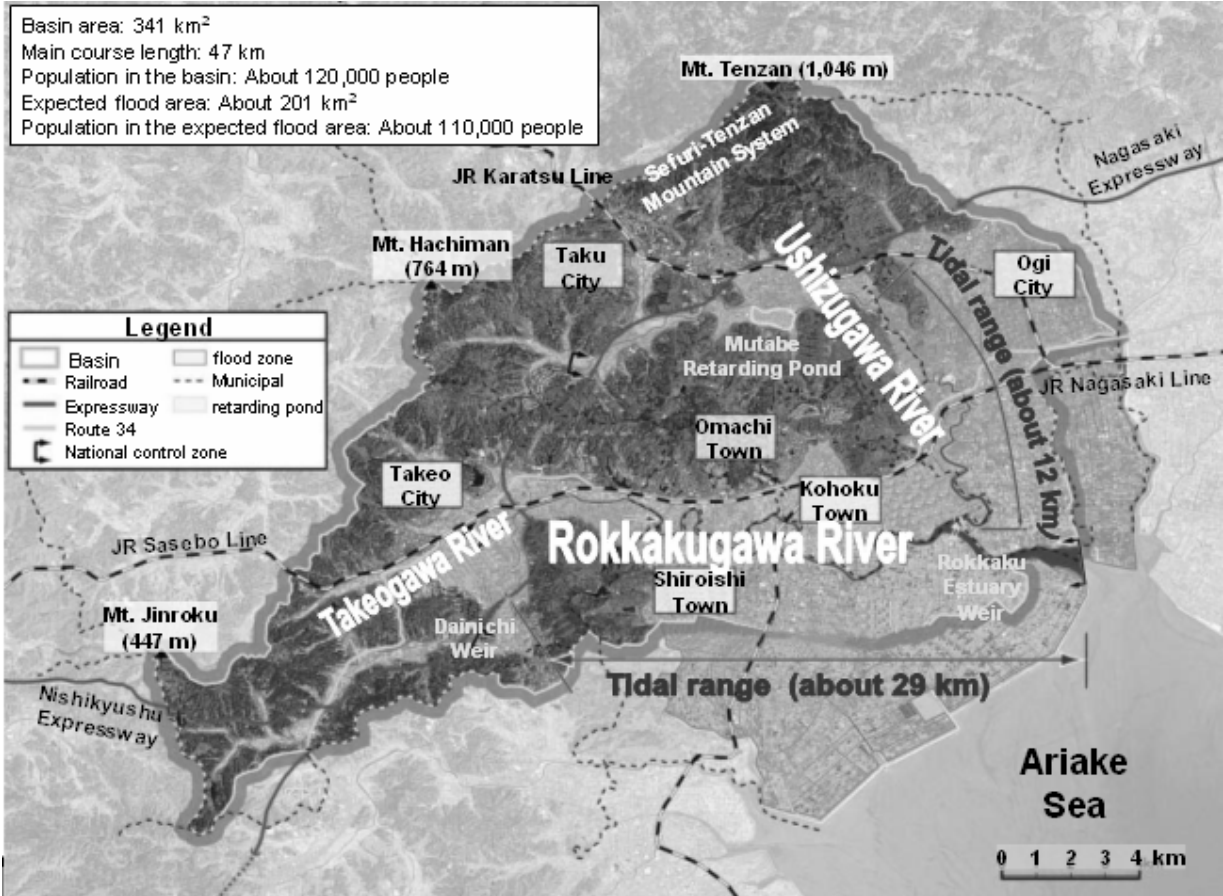 Basin area: 341 km²
Main course length: 47 km
Population in the basin: About 120,000 people
Expected flood area: About 201 km²
Population in the expected flood area: About 110,000 people
Mt. Tenzan (1,046 m)
Sefuri-Tenzan
Mountain System
Nagasaki
Expressway
JR Karatsu Line
Mt. Hachiman
(764 m)
Taku
City
Ushizugawa River
Tidal range (about 12 km)
Ogi
City
Legend
Basin
flood zone
Railroad
Municipal
Expressway
retarding pond
Route 34
National control zone
Mutabe
Retarding Pond
JR Nagasaki Line
Omachi
Town
Takeo
City
Kohoku
Town
JR Sasebo Line
Takeogawa River
Rokkakugawa River
Rokkaku
Estuary
Weir
Shiroishi
Town
Mt. Jinroku
(447 m)
Dainichi
Weir
Tidal range (about 29 km)
Nishikyushu
Expressway
Ariake
Sea
0 1 2 3 4 km